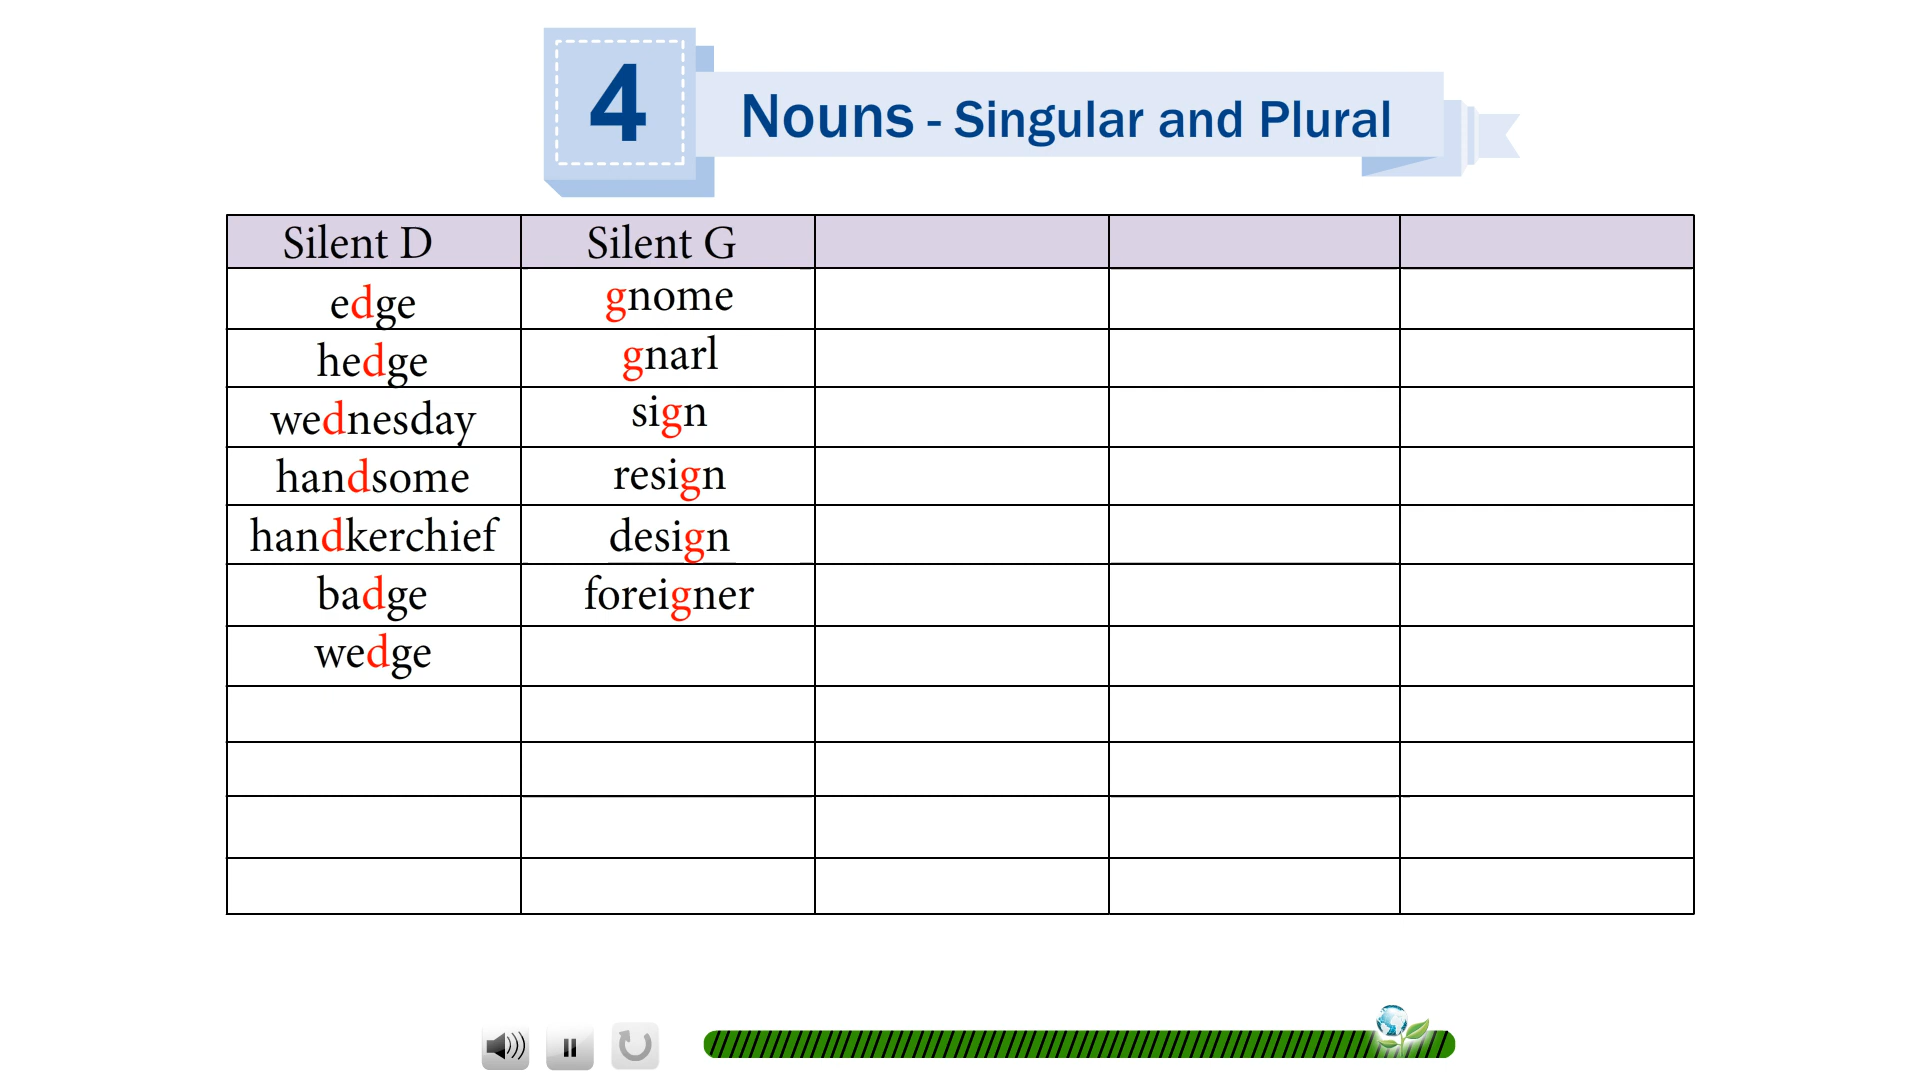 4
Nouns - Singular and Plural
Silent D Silent G
edge gnome
hedge gnarl
wednesday sign
handsome resign
handkerchief design
badge foreigner
wedge